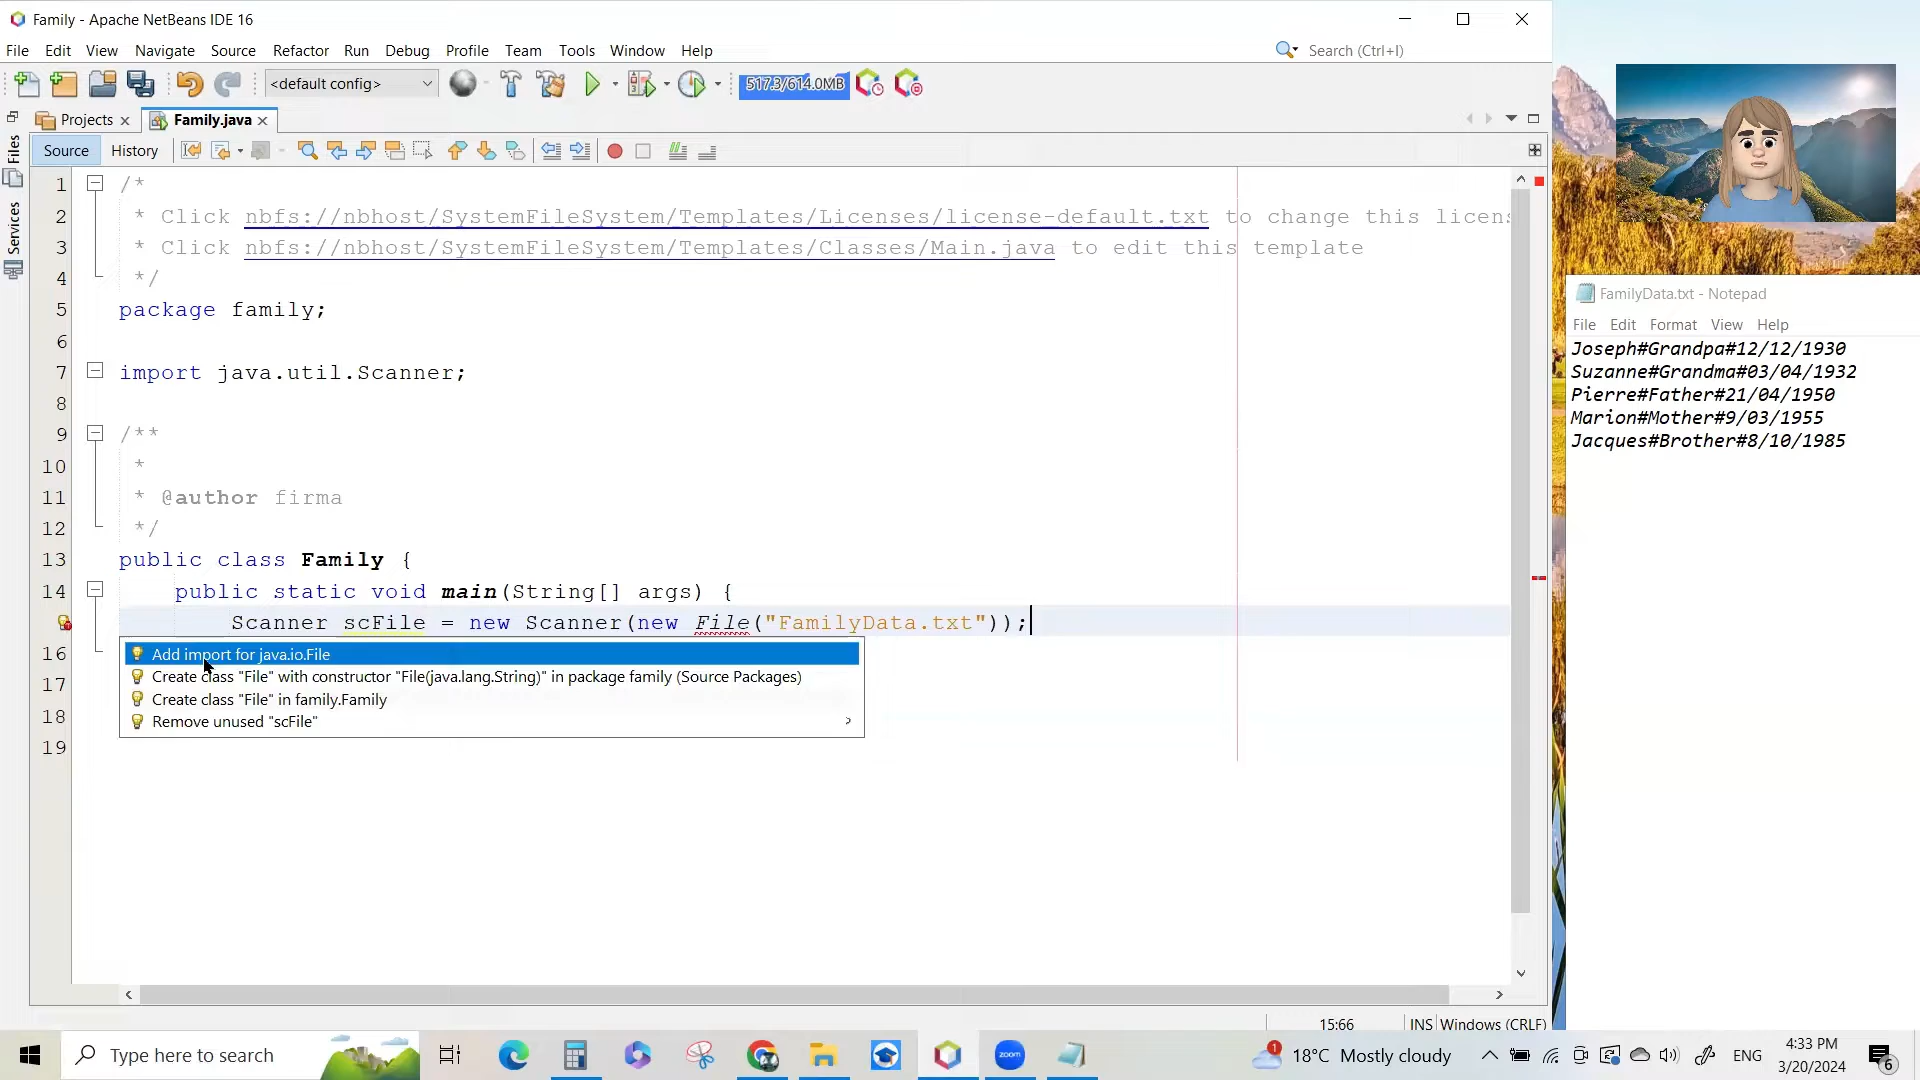 Family - Apache NetBeans IDE 16
File Edit View Navigate Source Refactor Run Debug Profile Team Tools Window Help
Search (Ctrl+I)
<default config>
517.3/614.0MB
Projects
Family.java
Files
Services
Source History
1 /*
2 * Click nbfs://nbhost/SystemFileSystem/Templates/Licenses/license-default.txt to change this licens
3 * Click nbfs://nbhost/SystemFileSystem/Templates/Classes/Main.java to edit this template
4 */
5 package family;
6
7 import java.util.Scanner;
8
9 /**
10 *
11 * @author firma
12 */
13 public class Family {
14 public static void main(String[] args) {
Scanner scFile = new Scanner(new File("FamilyData.txt"));
16
Add import for java.io.File
17
Create class "File" with constructor "File(java.lang.String)" in package family (Source Packages)
18
Create class "File" in family.Family
Remove unused "scFile"
19
15:66
INS
Windows (CRLF)
FamilyData.txt - Notepad
File Edit Format View Help
Joseph#Grandpa#12/12/1930
Suzanne#Grandma#03/04/1932
Pierre#Father#21/04/1950
Marion#Mother#9/03/1955
Jacques#Brother#8/10/1985
Type here to search
zoom
1
18°C Mostly cloudy
ENG
4:33 PM
3/20/2024
6